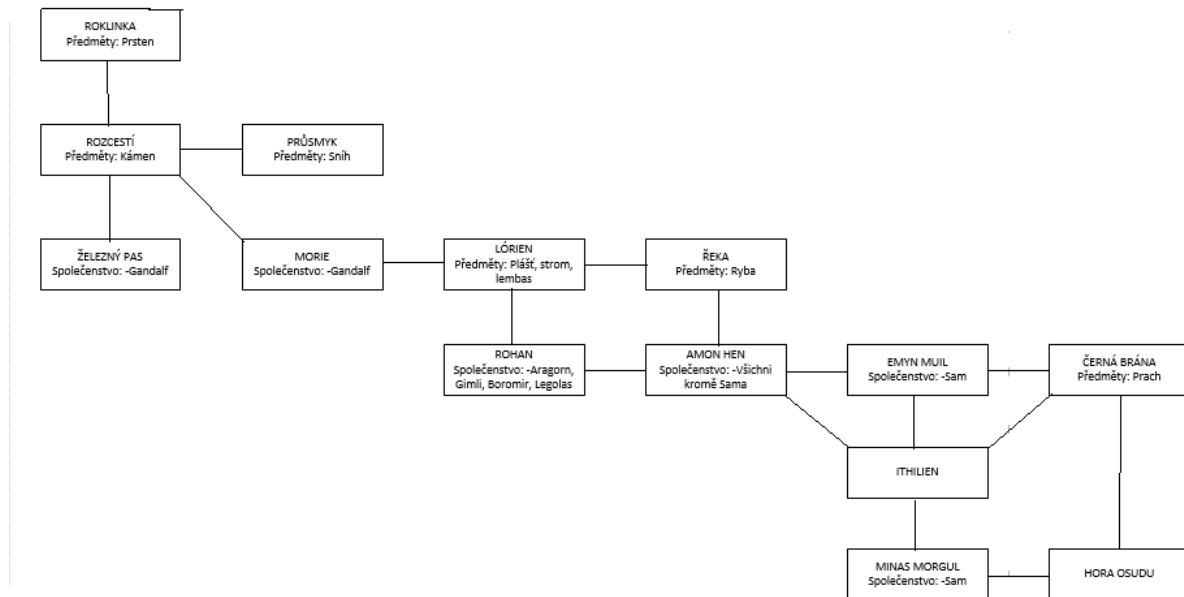 ROKLINKA
Předměty: Prsten
ROZCESTÍ
Předměty: Kámen
PRŮSMYK
Předměty: Sníh
ŽELEZNÝ PAS
Společenstvo: -Gandalf
MORIE
Společenstvo: -Gandalf
LÓRIEN
Předměty: Plášť, strom,
lembas
ŘEKA
Předměty: Ryba
ROHAN
Společenstvo: -Aragorn,
Gimli, Boromir, Legolas
AMON HEN
Společenstvo: -Všichni
kromě Sama
EMYN MUIL
Společenstvo: -Sam
ČERNÁ BRÁNA
Předměty: Prach
ITHILIEN
MINAS MORGUL
Společenstvo: -Sam
HORA OSUDU